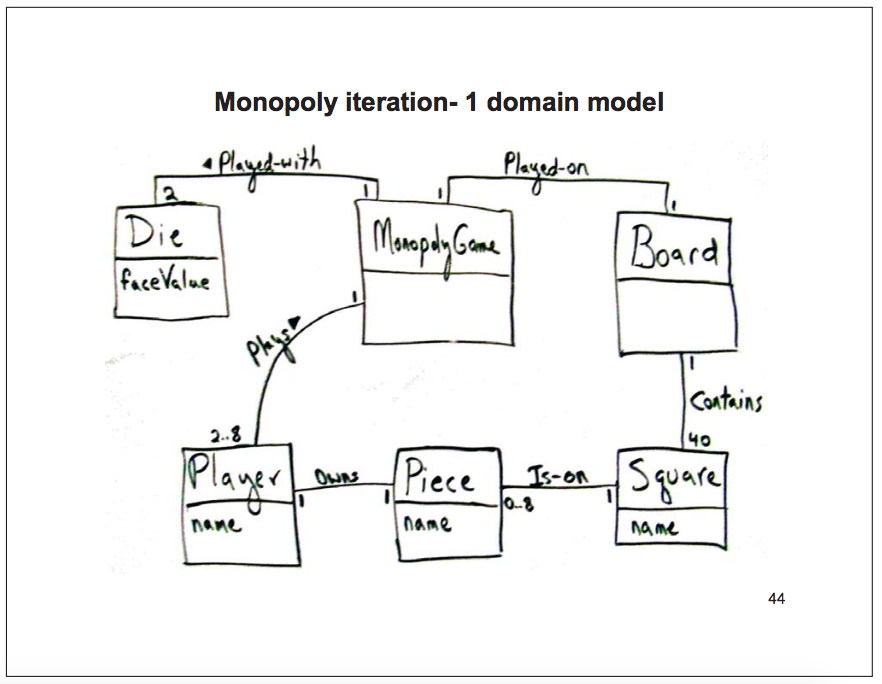 Monopoly iteration- 1 domain model
◄ Played-with
Played-on
2
1
1
1
Die
faceValue
MonopolyGame
Board
1
Plays ►
1
Contains
2..8
40
Player
name
Owns
1
1
Piece
name
Is-on
0..8
1
Square
name
44